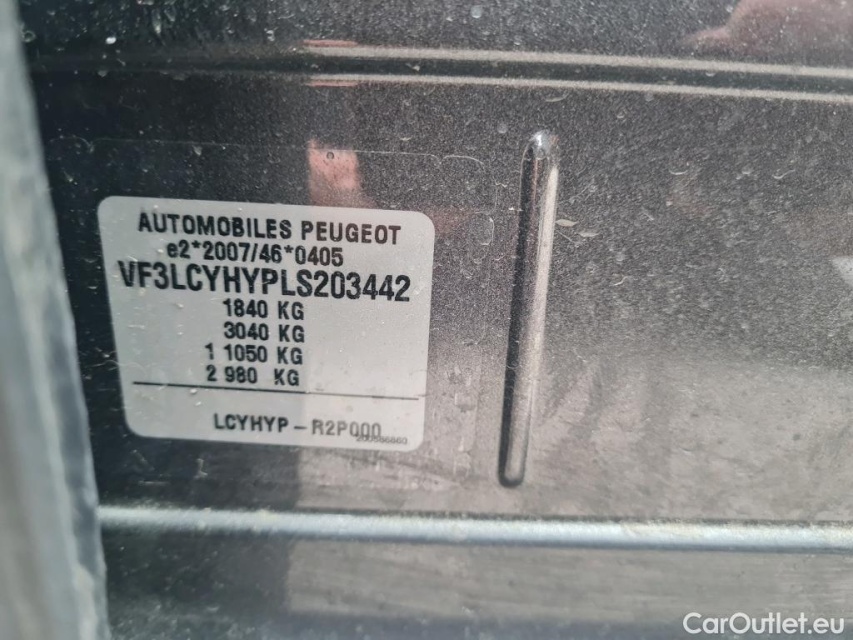 AUTOMOBILES PEUGEOT
e2*2007/46*0405
VF3LCYHYPLS203442
1840 KG
3040 KG
1 1050 KG
2 980 KG
LCYHYP-R2P000
CarOutlet.eu